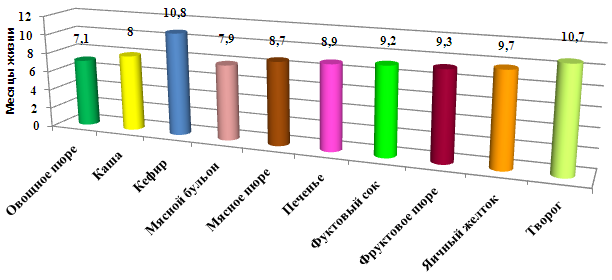 Месяцы жизни
12
10
8
6
4
2
0
7,1
8
10,8
7,9
8,7
8,9
9,2
9,3
9,7
10,7
Овощное пюре
Каша
Кефир
Мясной бульон
Мясное пюре
Печенье
Фуктовый сок
Фруктовое пюре
Яичный желток
Творог